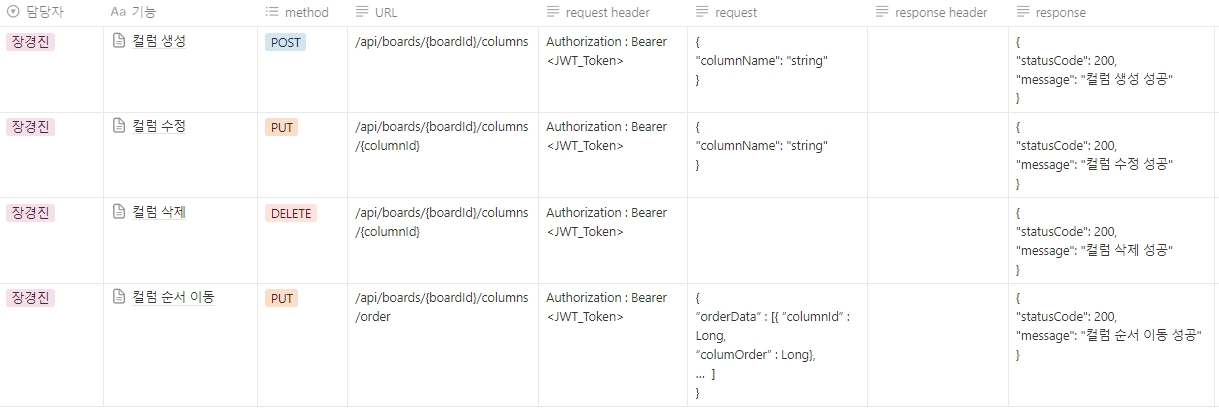 담당자 Aa 기능 method URL request header request response header response
장경진 컬럼 생성 POST /api/boards/{boardId}/columns Authorization : Bearer <JWT_Token> {
"columnName": "string"
}
{
"statusCode": 200,
"message": "컬럼 생성 성공"
}
장경진 컬럼 수정 PUT /api/boards/{boardId}/columns
/{columnId}
Authorization : Bearer
<JWT_Token>
{
"columnName": "string"
}
{
"statusCode": 200,
"message": "컬럼 수정 성공"
}
장경진 컬럼 삭제 DELETE /api/boards/{boardId}/columns
/{columnId}
Authorization : Bearer
<JWT_Token>
{
"statusCode": 200,
"message": "컬럼 삭제 성공"
}
장경진 컬럼 순서 이동 PUT /api/boards/{boardId}/columns
/order
Authorization : Bearer
<JWT_Token>
{
“orderData” : [{ “columnId” :
Long,
“columOrder” : Long},
... ]
}
{
"statusCode": 200,
"message": "컬럼 순서 이동 성공"
}